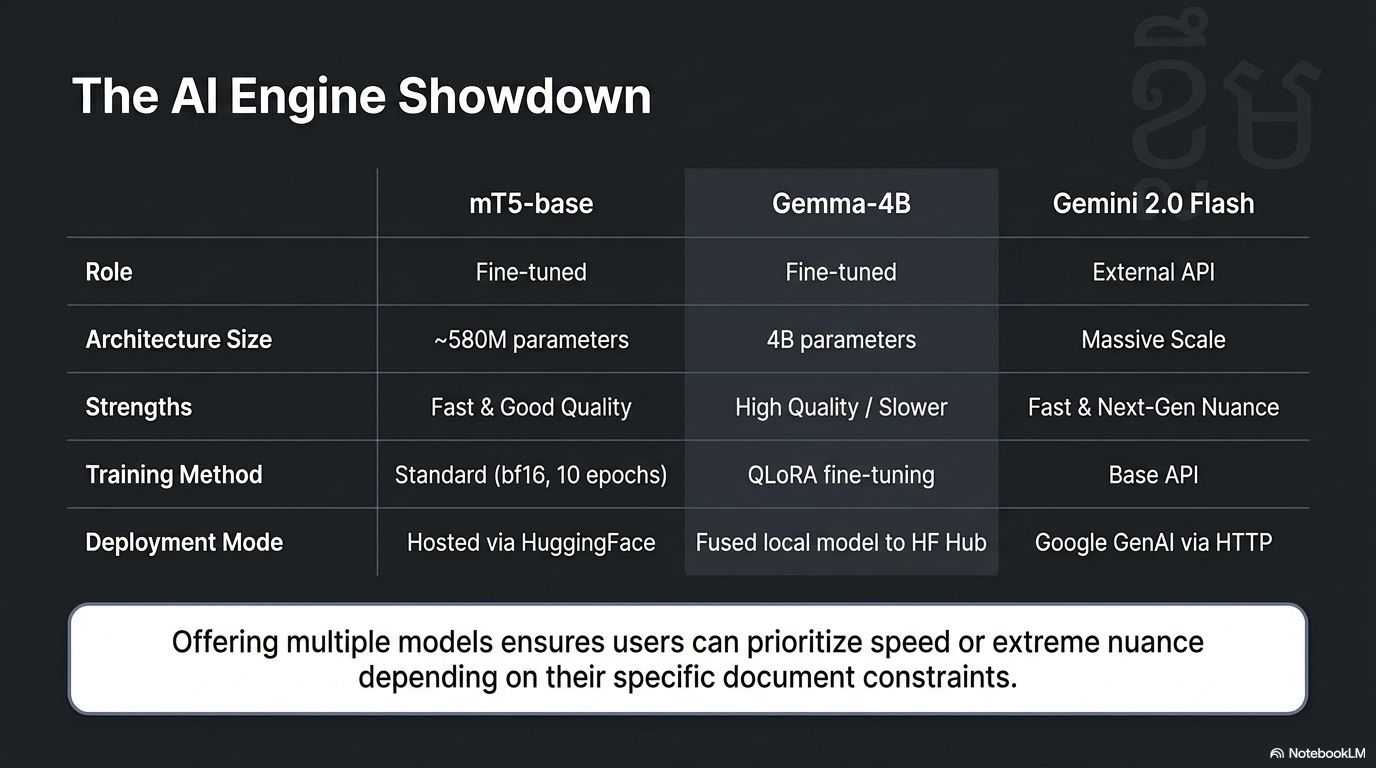 The AI Engine Showdown
mT5-base Gemma-4B Gemini 2.0 Flash
Role Fine-tuned Fine-tuned External API
Architecture Size ~580M parameters 4B parameters Massive Scale
Strengths Fast & Good Quality High Quality / Slower Fast & Next-Gen Nuance
Training Method Standard (bf16, 10 epochs) QLoRA fine-tuning Base API
Deployment Mode Hosted via HuggingFace Fused local model to HF Hub Google GenAI via HTTP
Offering multiple models ensures users can prioritize speed or extreme nuance
depending on their specific document constraints.
NotebookLM